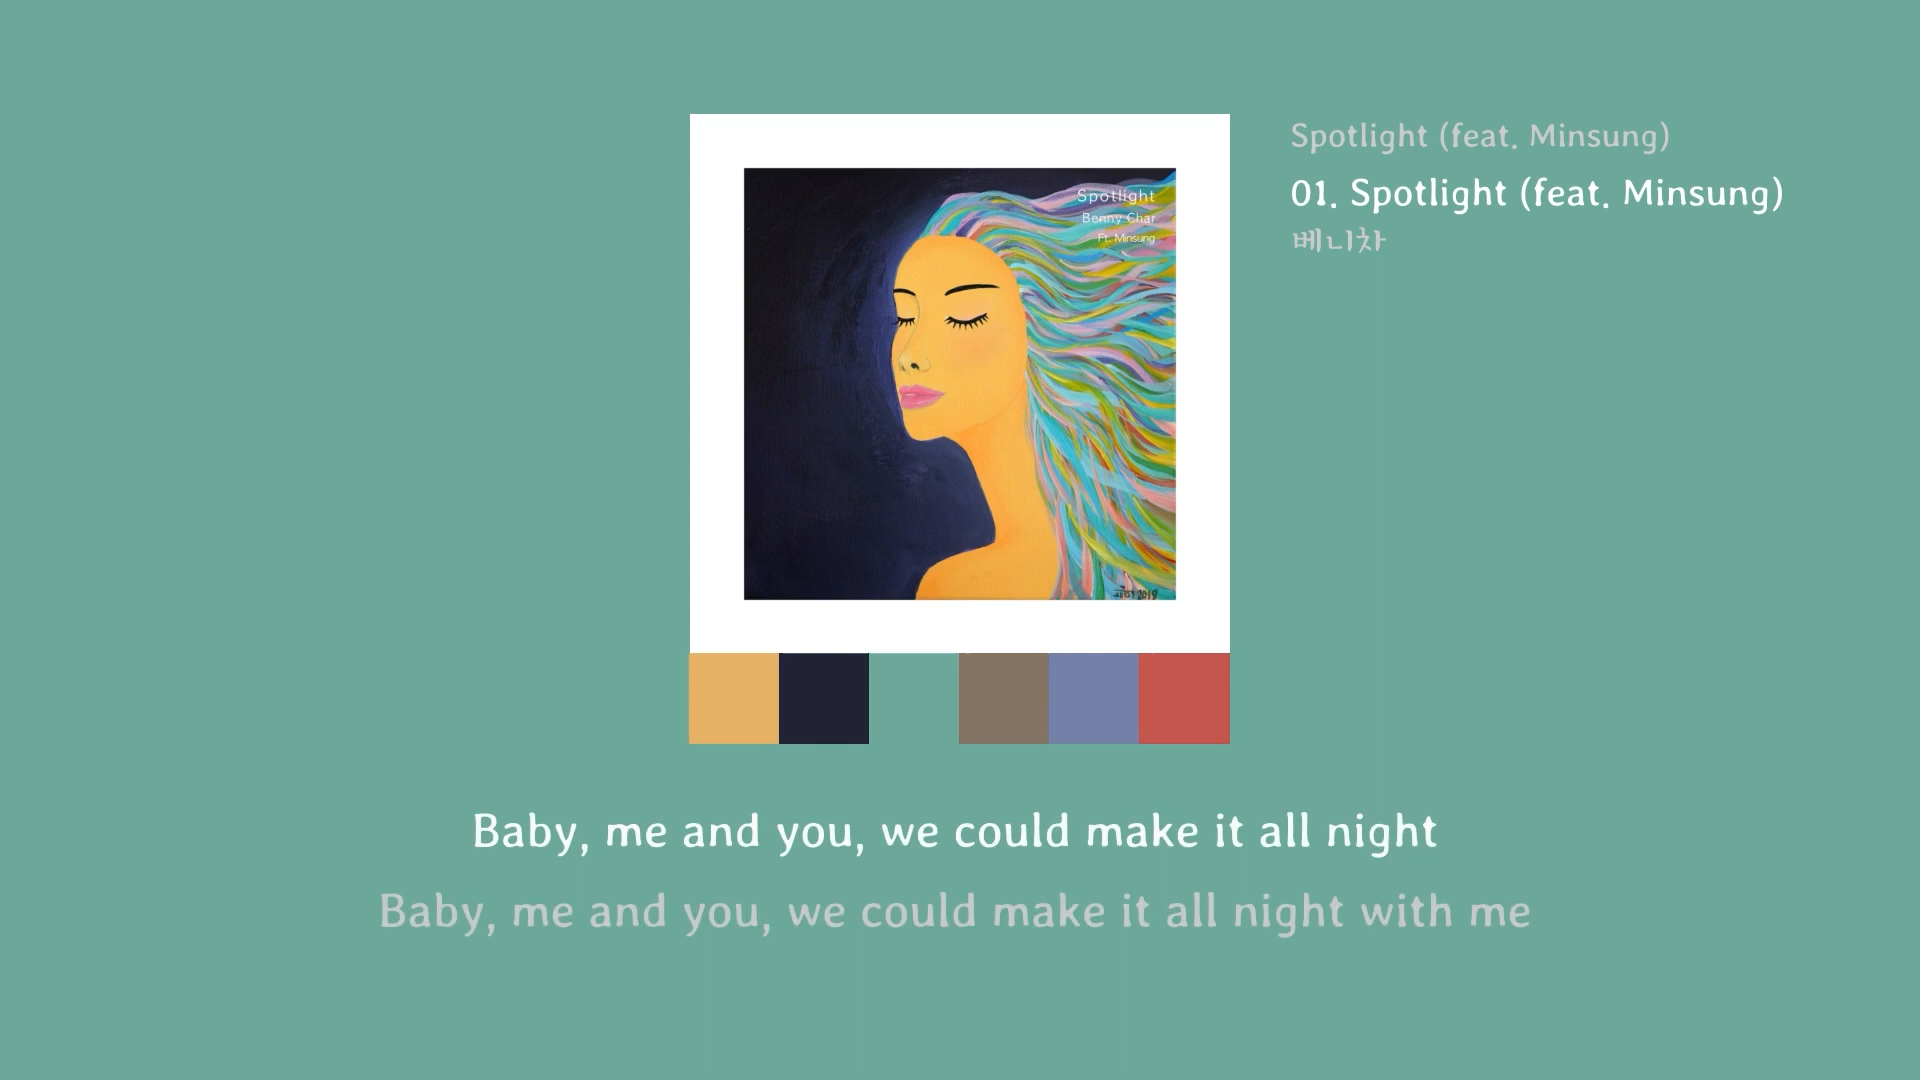 Spotlight
Benny Char
Ft. Minsung
Spotlight (feat. Minsung)
01. Spotlight (feat. Minsung)
베니차
Baby, me and you, we could make it all night
Baby, me and you, we could make it all night with me